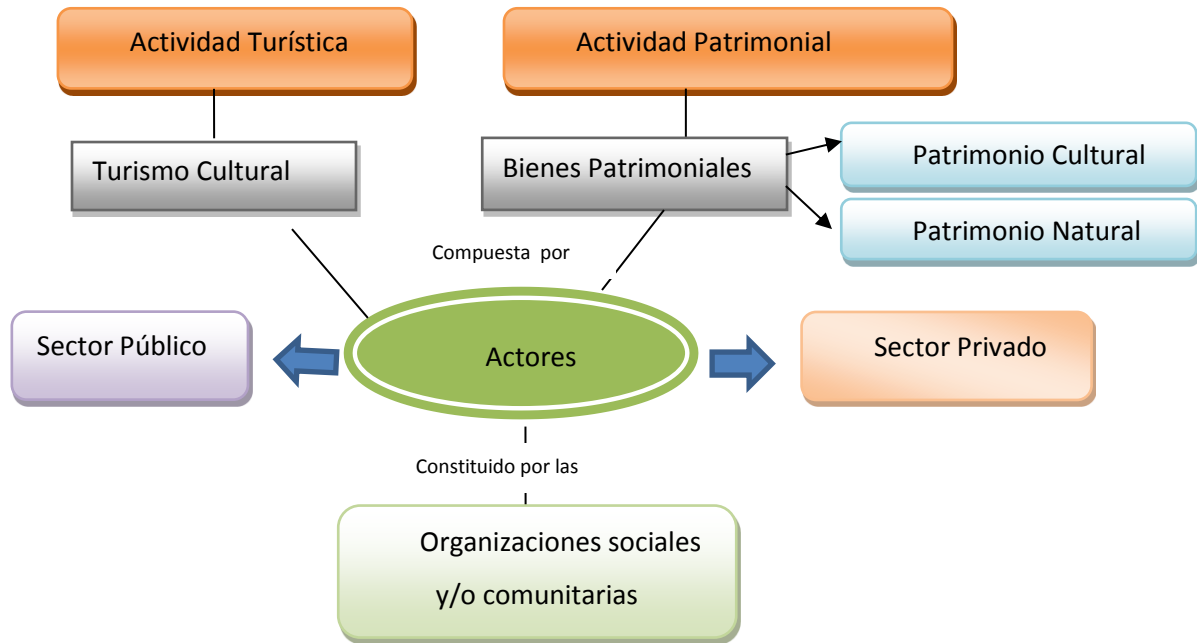 Actividad Turística
Actividad Patrimonial
Turismo Cultural
Bienes Patrimoniales
Patrimonio Cultural
Patrimonio Natural
Compuesta por
Sector Público
Actores
Sector Privado
Constituido por las
Organizaciones sociales
y/o comunitarias